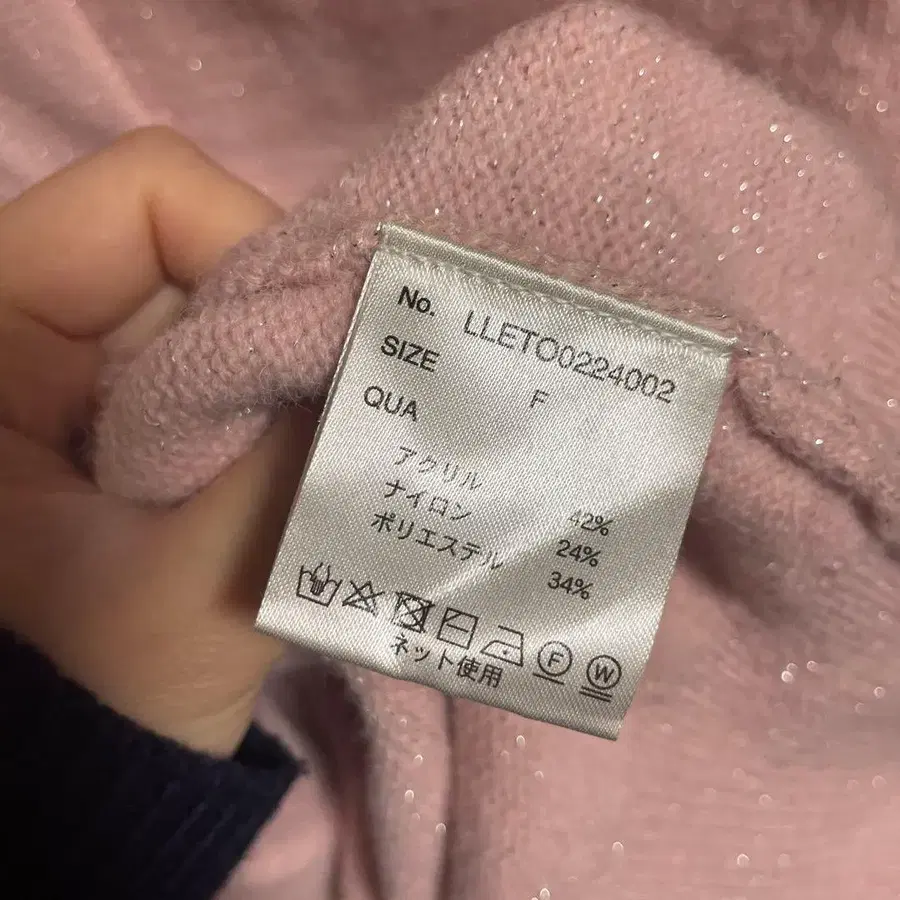 No. LLETO0224002
SIZE F
QUA
アクリル 42%
ナイロン 24%
ポリエステル 34%
F W
ネット使用